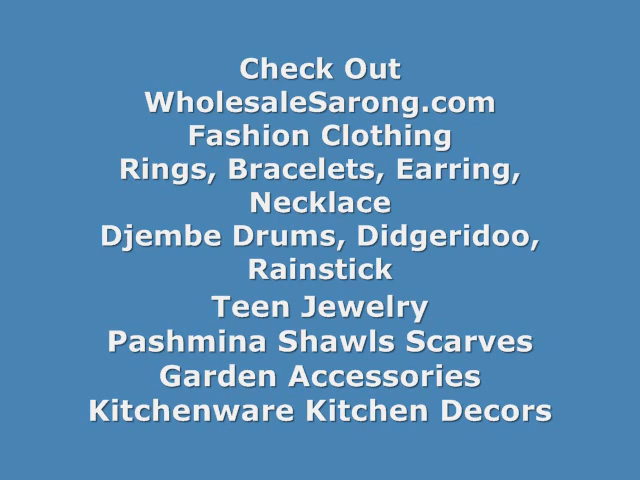 Check Out
WholesaleSarong.com
Fashion Clothing
Rings, Bracelets, Earring,
Necklace
Djembe Drums, Didgeridoo,
Rainstick
Teen Jewelry
Pashmina Shawls Scarves
Garden Accessories
Kitchenware Kitchen Decors